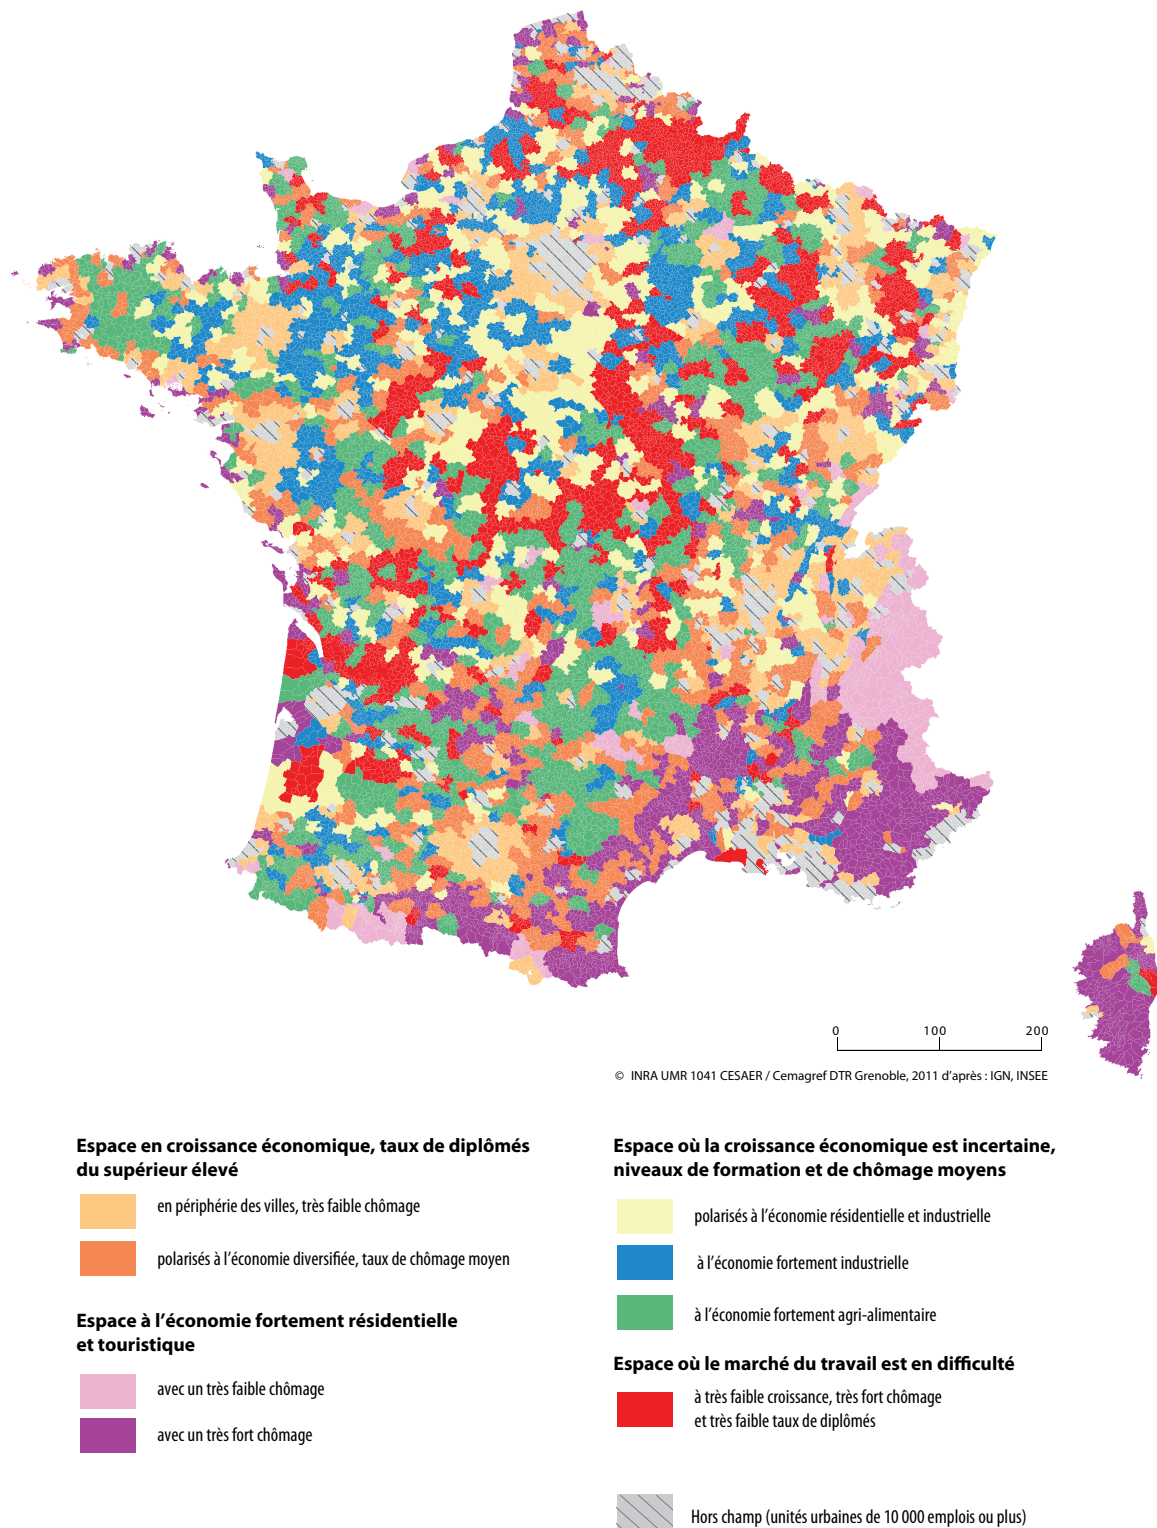 0 100 200
© INRA UMR 1041 CESAER / Cemagref DTR Grenoble, 2011 d’après : IGN, INSEE
Espace en croissance économique, taux de diplômés
du supérieur élevé
en périphérie des villes, très faible chômage
polarisés à l’économie diversifiée, taux de chômage moyen
Espace à l’économie fortement résidentielle
et touristique
avec un très faible chômage
avec un très fort chômage
Espace où la croissance économique est incertaine,
niveaux de formation et de chômage moyens
polarisés à l’économie résidentielle et industrielle
à l’économie fortement industrielle
à l’économie fortement agri-alimentaire
Espace où le marché du travail est en difficulté
à très faible croissance, très fort chômage
et très faible taux de diplômés
Hors champ (unités urbaines de 10 000 emplois ou plus)